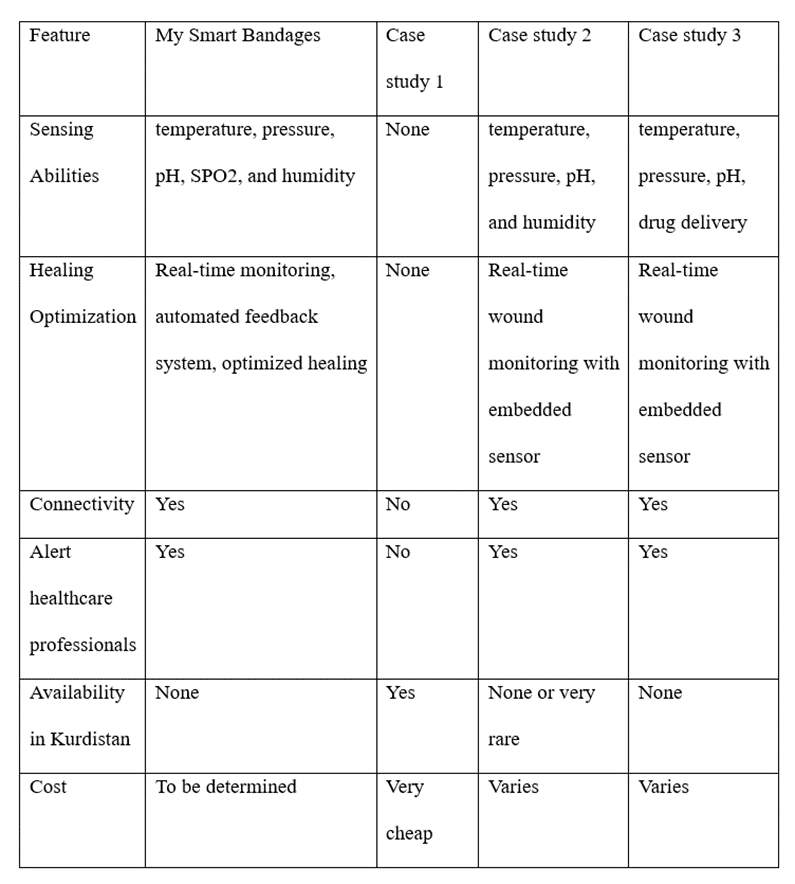 Feature
My Smart Bandages
Case
study 1
Case study 2
Case study 3
Sensing
Abilities
temperature, pressure,
pH, SPO2, and humidity
None
temperature,
pressure, pH,
and humidity
temperature,
pressure, pH,
drug delivery
Healing
Optimization
Real-time monitoring,
automated feedback
system, optimized healing
None
Real-time
wound
monitoring with
embedded
sensor
Real-time
wound
monitoring with
embedded
sensor
Connectivity
Yes
No
Yes
Yes
Alert
healthcare
professionals
Yes
No
Yes
Yes
Availability
in Kurdistan
None
Yes
None or very
rare
None
Cost
To be determined
Very
cheap
Varies
Varies